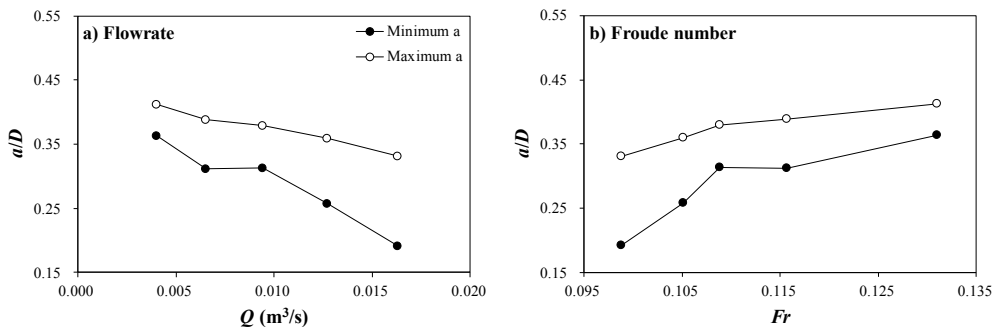 a) Flowrate
Minimum a
Maximum a
0.55
0.45
0.35
0.25
0.15
a/D
0.000
0.005
0.010
0.015
0.020
Q (m³/s)
b) Froude number
0.55
0.45
0.35
0.25
0.15
a/D
0.095
0.105
0.115
0.125
0.135
Fr